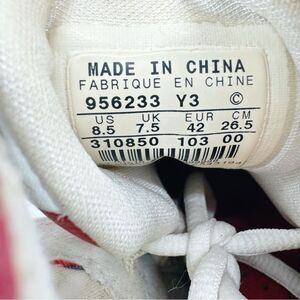 MADE IN CHINA
FABRIQUE EN CHINE
956233 Y3 ©
US UK EUR CM
8.5 7.5 42 26.5
310850 103 00